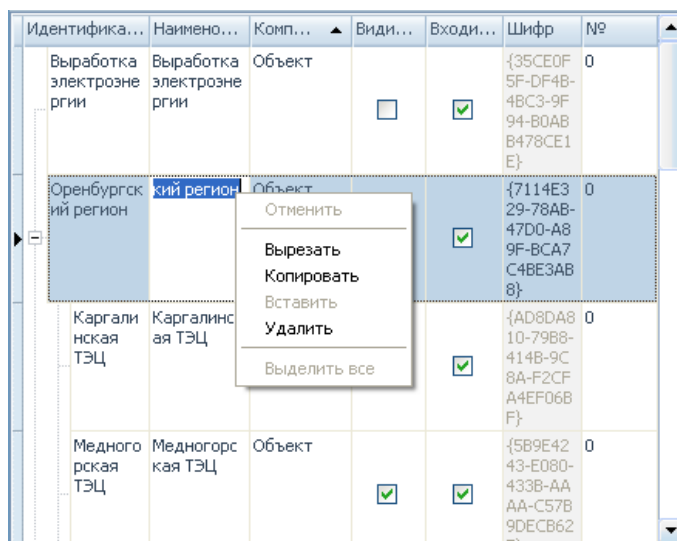 Идентифика... Наимено... Комп... Види... Входи... Шифр №
Выработка Выработка Объект {35CE0F 0
электроэне электроэне 5F-DF4B-
ргии ргии 4BC3-9F
94-B0AB
B478CE1
E}
Оренбургск кий регион Объект {7114E3 0
ий регион 29-78AB-
47D0-A8
9F-BCA7
C4BE3AB
8}
Отменить
Вырезать
Копировать
Вставить
Удалить
Выделить все
Каргали Каргалинс {AD8DA8 0
нская ая ТЭЦ 10-79B8-
ТЭЦ 414B-9C
8A-F2CF
A4EF06B
F}
Медного Медногорс Объект {5B9E42 0
рская кая ТЭЦ 43-E080-
ТЭЦ 433B-AA
AA-C57B
9DECB62